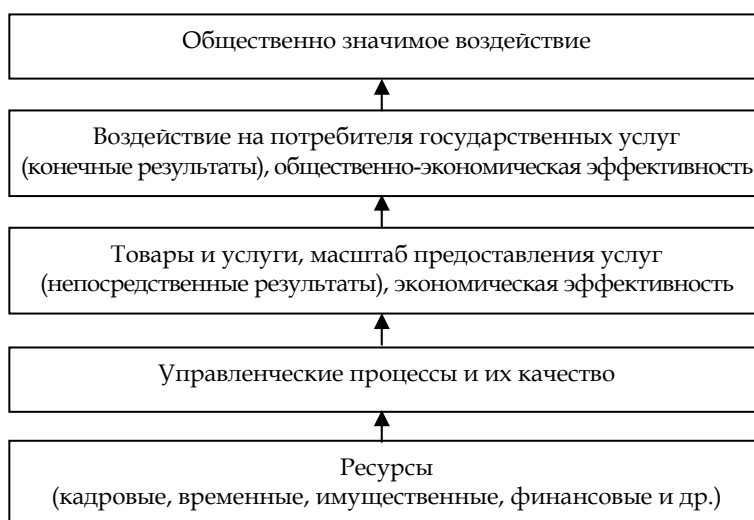 Общественно значимое воздействие
Воздействие на потребителя государственных услуг
(конечные результаты), общественно-экономическая эффективность
Товары и услуги, масштаб предоставления услуг
(непосредственные результаты), экономическая эффективность
Управленческие процессы и их качество
Ресурсы
(кадровые, временные, имущественные, финансовые и др.)